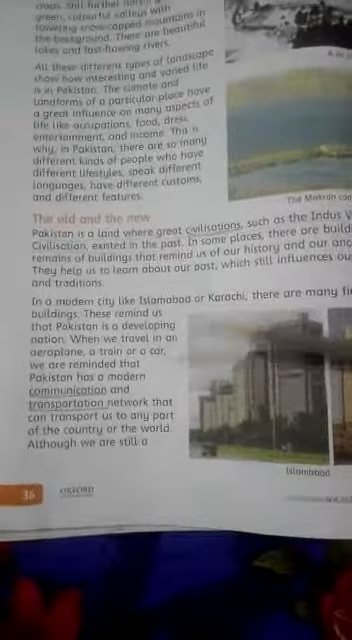 maps. Still further north, a
green, colourful valleys with
towering snow-capped mountains in
the background. There are beautiful
lakes and fast-flowing rivers.
All these different types of landscape
show how interesting and varied life
is in Pakistan. The climate and
landforms of a particular place have
a great influence on many aspects of
life like occupations, food, dress,
entertainment, and income. This is
why, in Pakistan, there are so many
different kinds of people who have
different lifestyles, speak different
languages, have different customs,
and different features.
The Makran
The old and the new
Pakistan is a land where great civilisations, such as the Indus
Civilisation, existed in the past. In some places, there are
remains of buildings that remind us of our history and our
They help us to learn about our past, which still influences
and traditions.
In a modern city like Islamabad or Karachi, there are many
buildings. These remind us
that Pakistan is a developing
nation. When we travel in an
aeroplane, a train or a car,
we are reminded that
Pakistan has a modern
communication and
transportation network that
can transport us to any part
of the country or the world.
Although we are still a
Islamabad
36
OXFORD